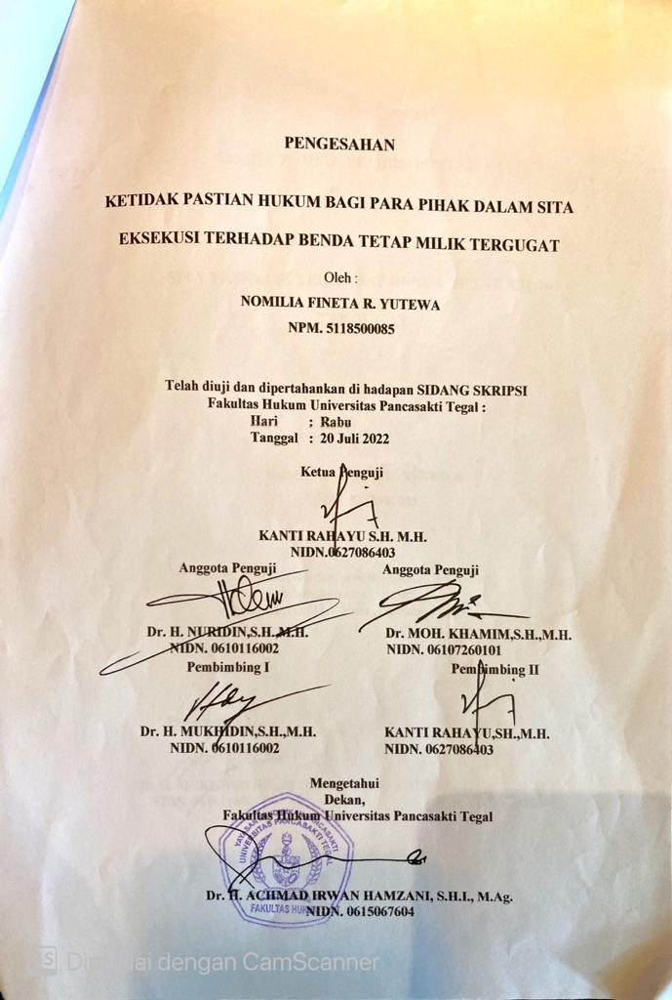 PENGESAHAN
KETIDAK PASTIAN HUKUM BAGI PARA PIHAK DALAM SITA
EKSEKUSI TERHADAP BENDA TETAP MILIK TERGUGAT
Oleh :
NOMILIA FINETA R. YUTEWA
NPM. 5118500085
Telah diuji dan dipertahankan di hadapan SIDANG SKRIPSI
Fakultas Hukum Universitas Pancasakti Tegal :
Hari : Rabu
Tanggal : 20 Juli 2022
Ketua Penguji
KANTI RAHAYU S.H. M.H.
NIDN.0627086403
Anggota Penguji Anggota Penguji
Dr. H. NURIDIN,S.H.,M.H. Dr. MOH. KHAMIM,S.H.,M.H.
NIDN. 0610116002 NIDN. 06107260101
Pembimbing I Pembimbing II
Dr. H. MUKHIDIN,S.H.,M.H. KANTI RAHAYU,SH.,M.H.
NIDN. 0610116002 NIDN. 0627086403
Mengetahui
Dekan,
Fakultas Hukum Universitas Pancasakti Tegal
UNIVERSITAS PANCASAKTI TEGAL
Dr. H. ACHMAD IRWAN HAMZANI, S.H.I., M.Ag.
FAKULTAS
NIDN. 0615067604
dengan CamScanner